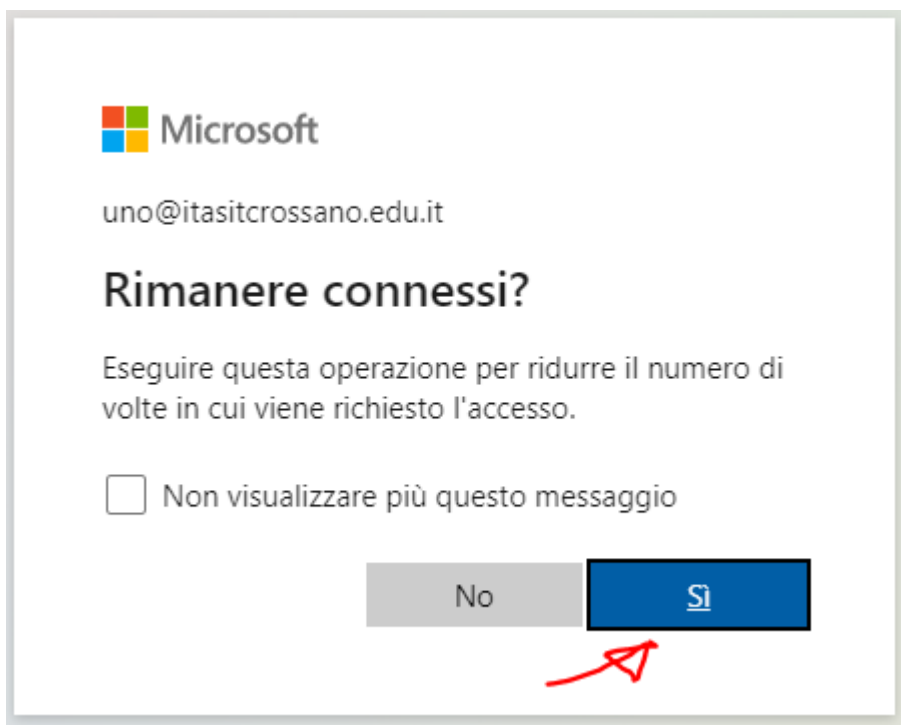 Microsoft
uno@itasitcrossano.edu.it
Rimanere connessi?
Eseguire questa operazione per ridurre il numero di
volte in cui viene richiesto l'accesso.
Non visualizzare più questo messaggio
No
Sì